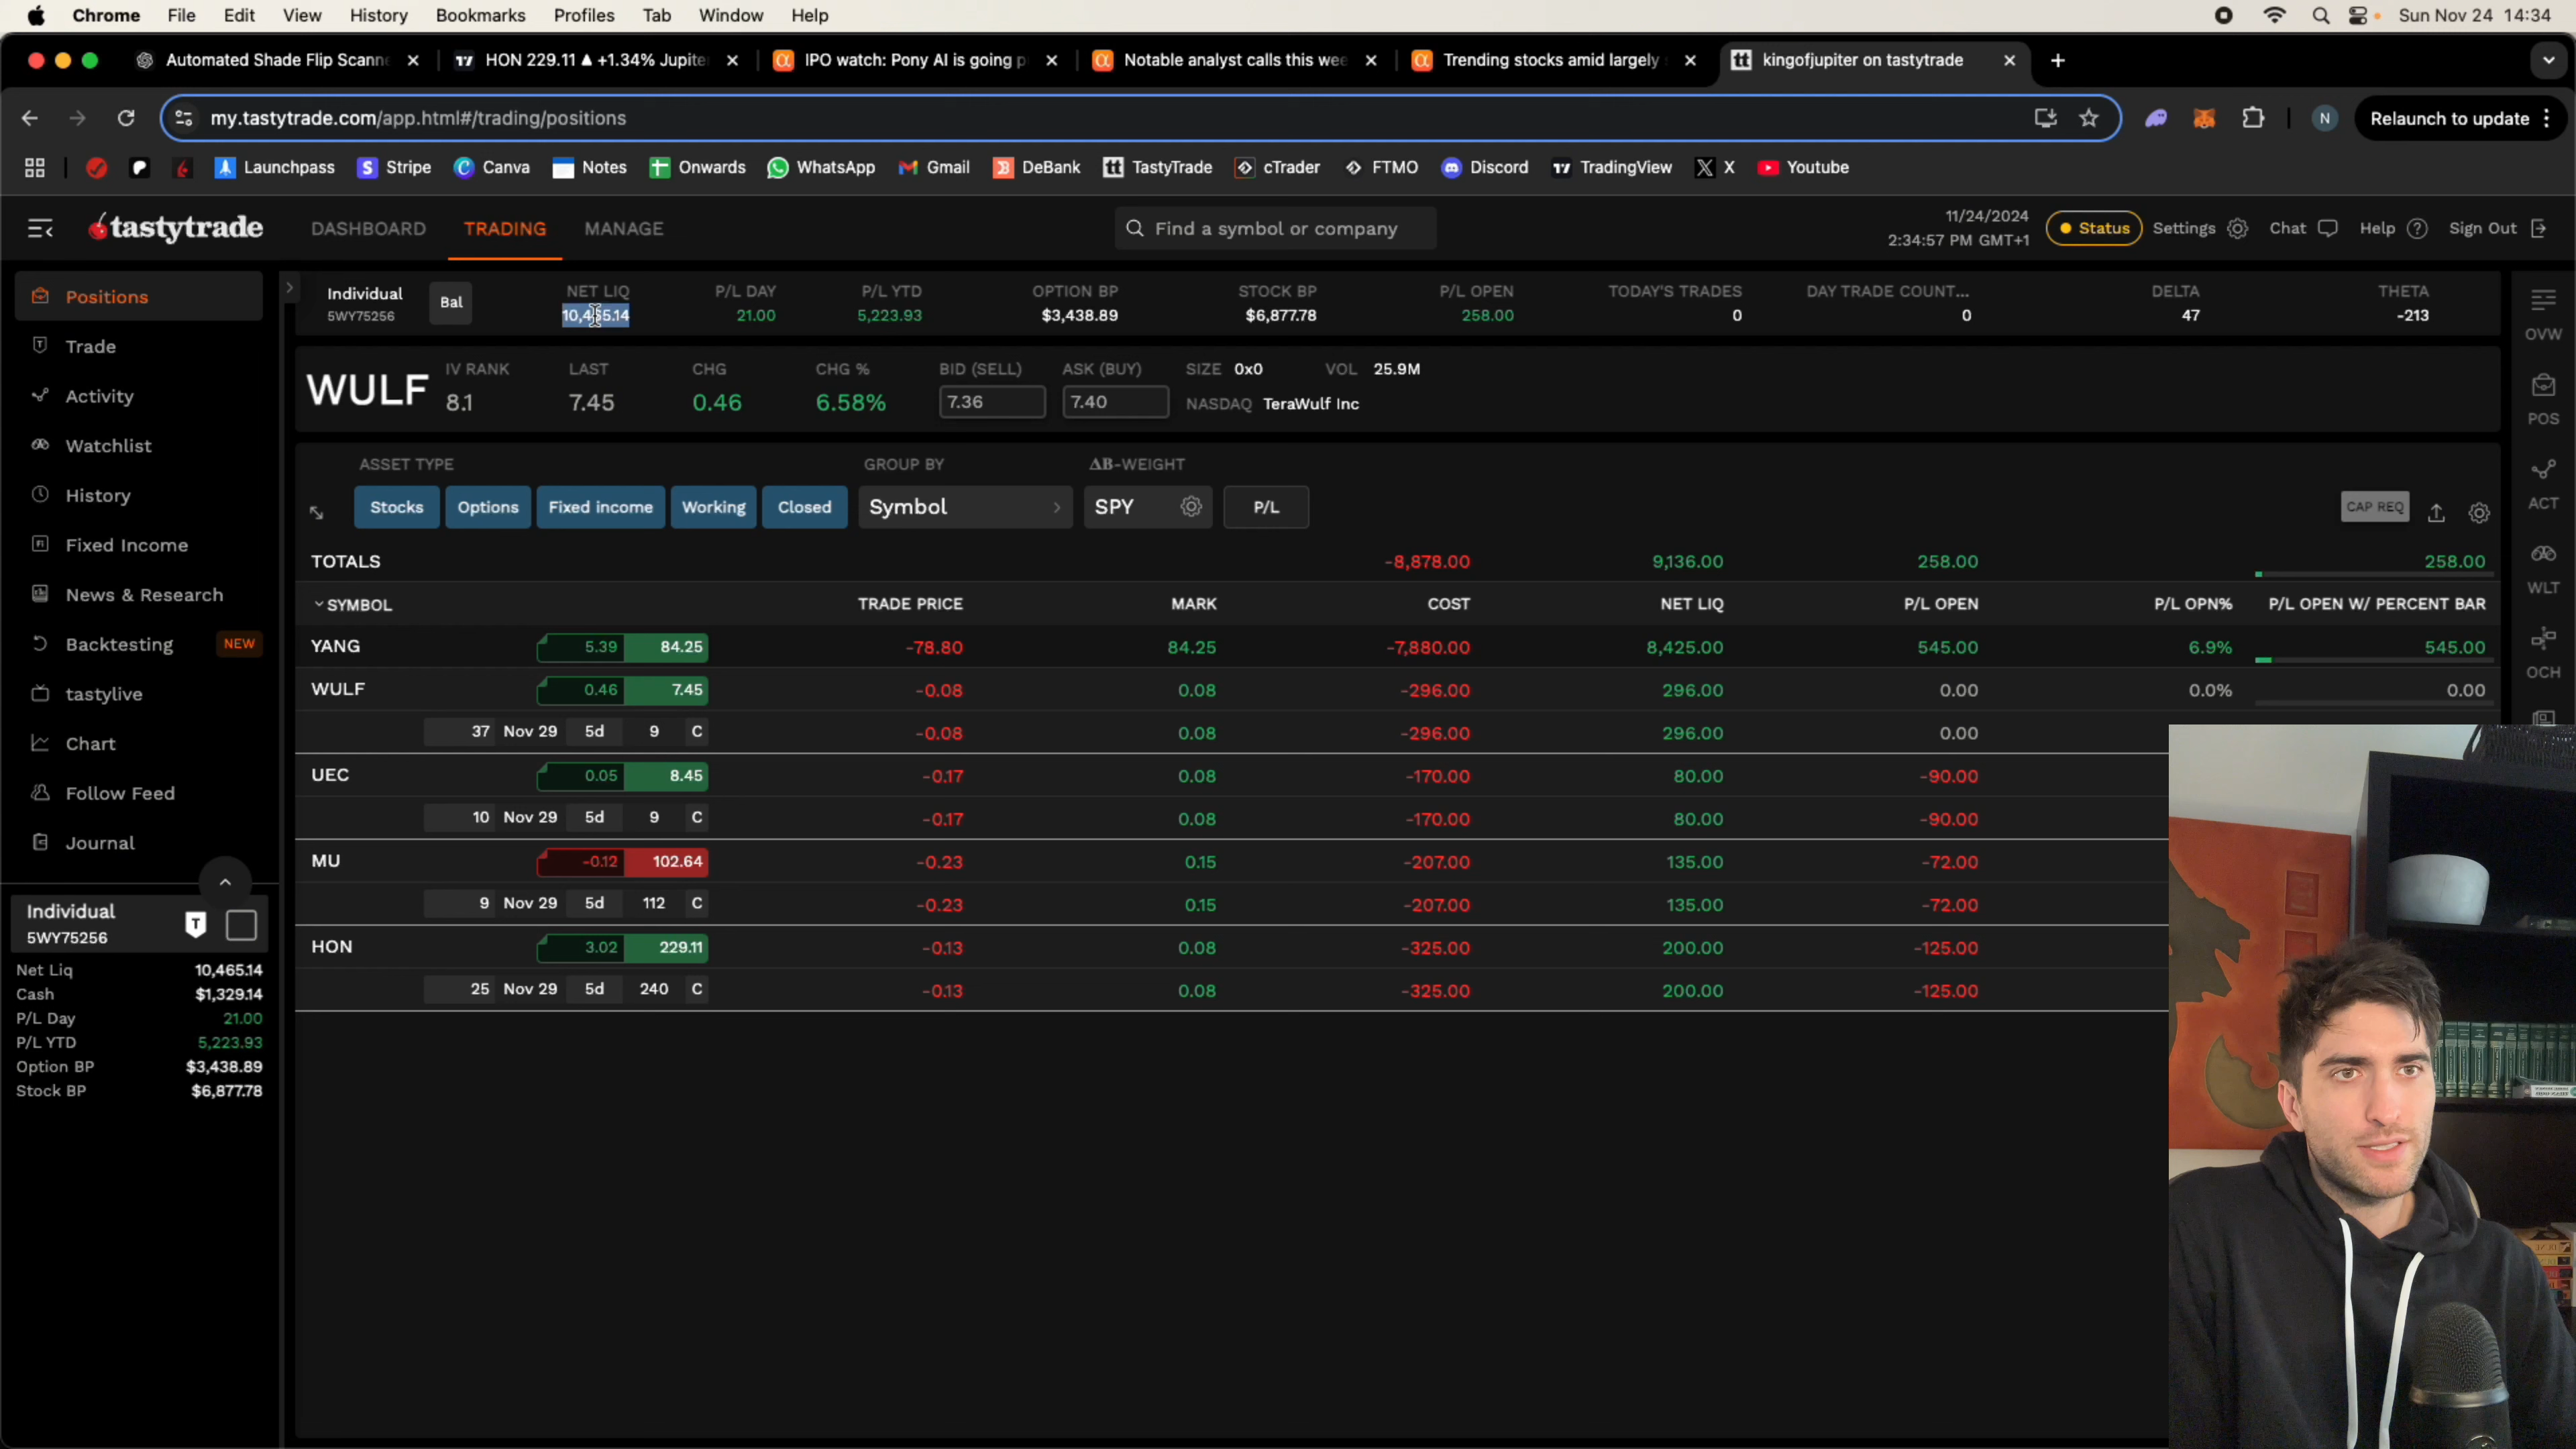 Chrome File Edit View History Bookmarks Profiles Tab Window Help Sun Nov 24 14:34
Automated Shade Flip Scanne HON 229.11 ▲ +1.34% Jupite IPO watch: Pony AI is going p Notable analyst calls this wee Trending stocks amid largely kingofjupiter on tastytrade
my.tastytrade.com/app.html#/trading/positions N Relaunch to update
Launchpass Stripe Canva Notes Onwards WhatsApp Gmail DeBank TastyTrade cTrader FTMO Discord TradingView X Youtube
tastytrade DASHBOARD TRADING MANAGE Find a symbol or company 11/24/2024 2:34:57 PM GMT+1 Status Settings Chat Help Sign Out
Positions
Trade
Activity
Watchlist
History
Fixed Income
News & Research
Backtesting NEW
tastylive
Chart
Follow Feed
Journal
Individual
5WY75256
Net Liq 10,465.14
Cash $1,329.14
P/L Day 21.00
P/L YTD 5,223.93
Option BP $3,438.89
Stock BP $6,877.78
Individual Bal NET LIQ P/L DAY P/L YTD OPTION BP STOCK BP P/L OPEN TODAY'S TRADES DAY TRADE COUNT... DELTA THETA
5WY75256 10,465.14 21.00 5,223.93 $3,438.89 $6,877.78 258.00 0 0 47 -213
WULF IV RANK LAST CHG CHG % BID (SELL) ASK (BUY) SIZE 0x0 VOL 25.9M
8.1 7.45 0.46 6.58% 7.36 7.40 NASDAQ TeraWulf Inc
ASSET TYPE GROUP BY ΔB-WEIGHT
Stocks Options Fixed income Working Closed Symbol SPY P/L CAP REQ
TOTALS -8,878.00 9,136.00 258.00 258.00
SYMBOL TRADE PRICE MARK COST NET LIQ P/L OPEN P/L OPN% P/L OPEN W/ PERCENT BAR
YANG 5.39 84.25 -78.80 84.25 -7,880.00 8,425.00 545.00 6.9% 545.00
WULF 0.46 7.45 -0.08 0.08 -296.00 296.00 0.00 0.0% 0.00
37 Nov 29 5d 9 C -0.08 0.08 -296.00 296.00 0.00
UEC 0.05 8.45 -0.17 0.08 -170.00 80.00 -90.00
10 Nov 29 5d 9 C -0.17 0.08 -170.00 80.00 -90.00
MU -0.12 102.64 -0.23 0.15 -207.00 135.00 -72.00
9 Nov 29 5d 112 C -0.23 0.15 -207.00 135.00 -72.00
HON 3.02 229.11 -0.13 0.08 -325.00 200.00 -125.00
25 Nov 29 5d 240 C -0.13 0.08 -325.00 200.00 -125.00
OVW
POS
ACT
WLT
OCH